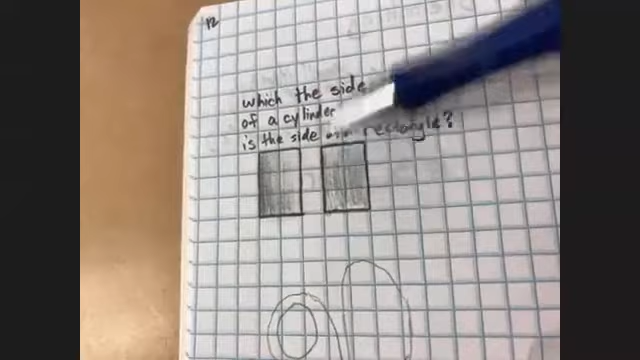 12
which the side
of a cylinder
is the side rectangle?